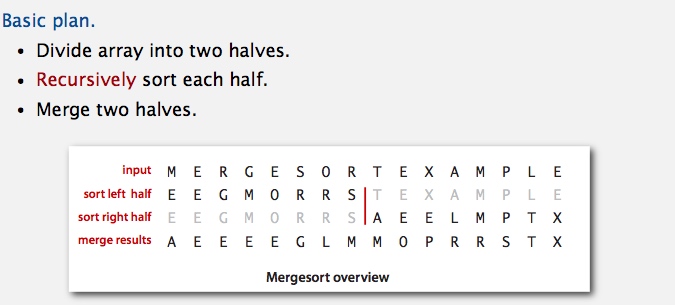 Basic plan.
• Divide array into two halves.
• Recursively sort each half.
• Merge two halves.
input M E R G E S O R T E X A M P L E
sort left half E E G M O R R S T E X A M P L E
sort right half E E G M O R R S A E E L M P T X
merge results A E E E E G L M M O P R R S T X
Mergesort overview